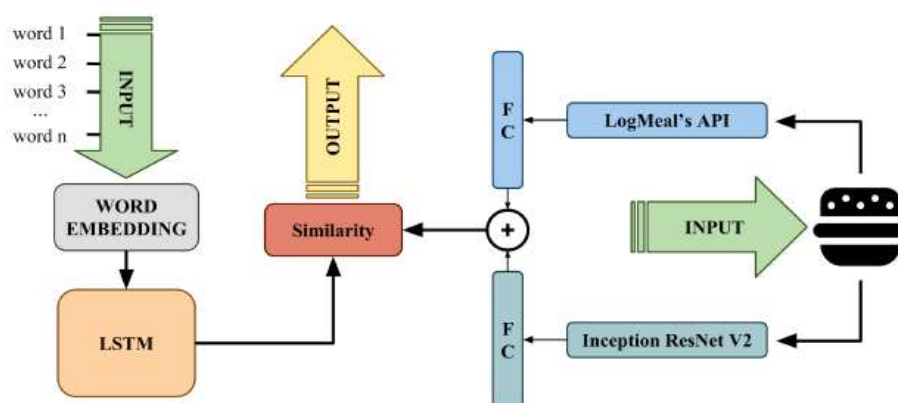 word 1
word 2
word 3
...
word n
INPUT
WORD
EMBEDDING
LSTM
OUTPUT
Similarity
+
F
C
LogMeal's API
INPUT
F
C
Inception ResNet V2